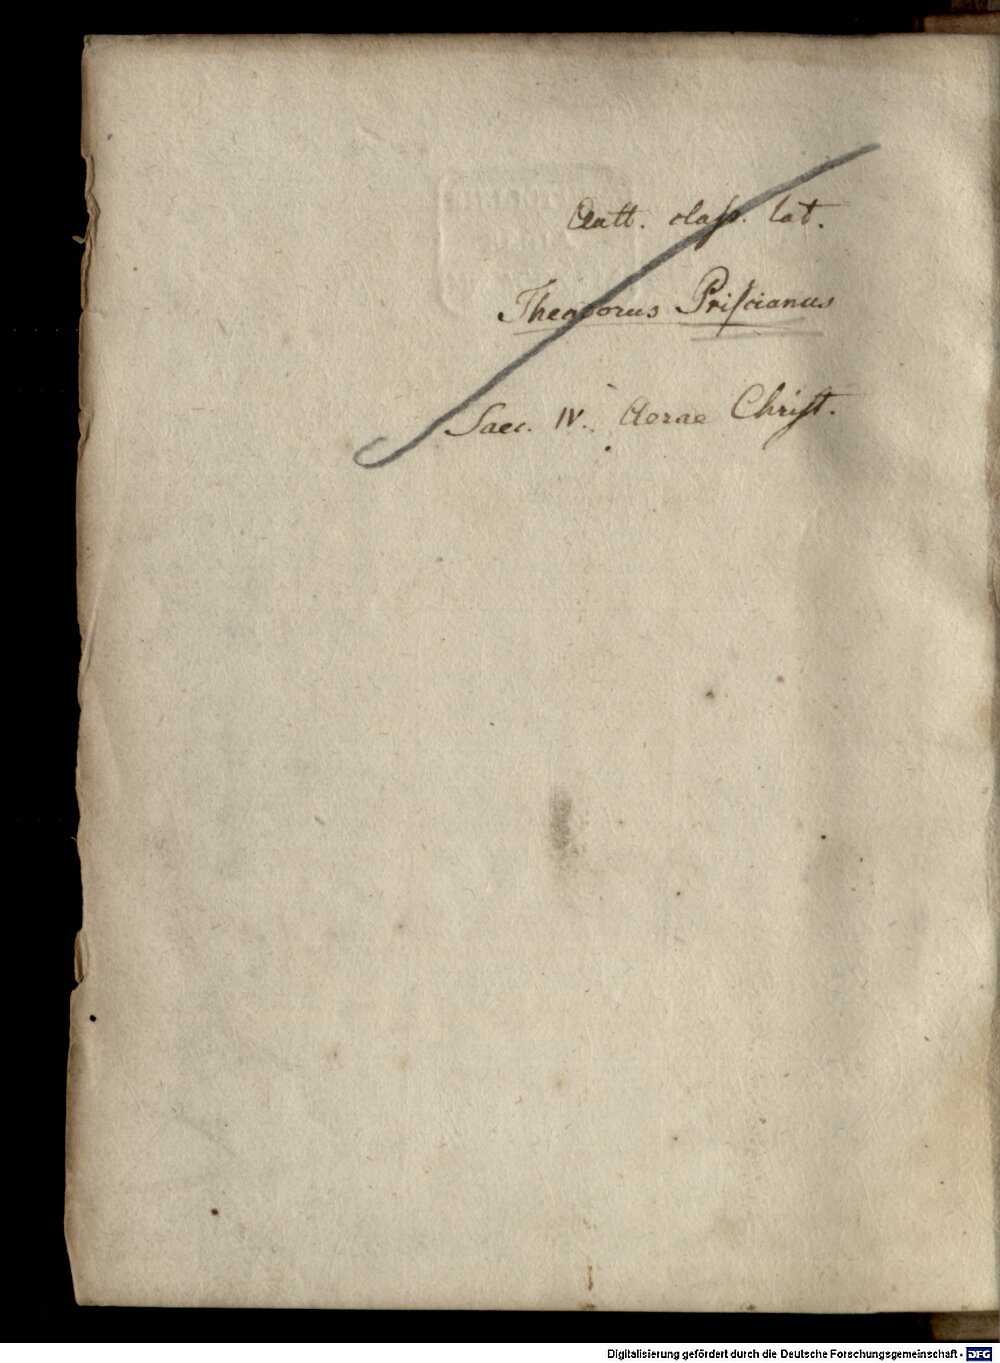 Autt. claſs. lat.
Theodorus Priſcianus
Saec. IV. Aerae Chriſt.
Digitalisierung gefördert durch die Deutsche Forschungsgemeinschaft - DFG